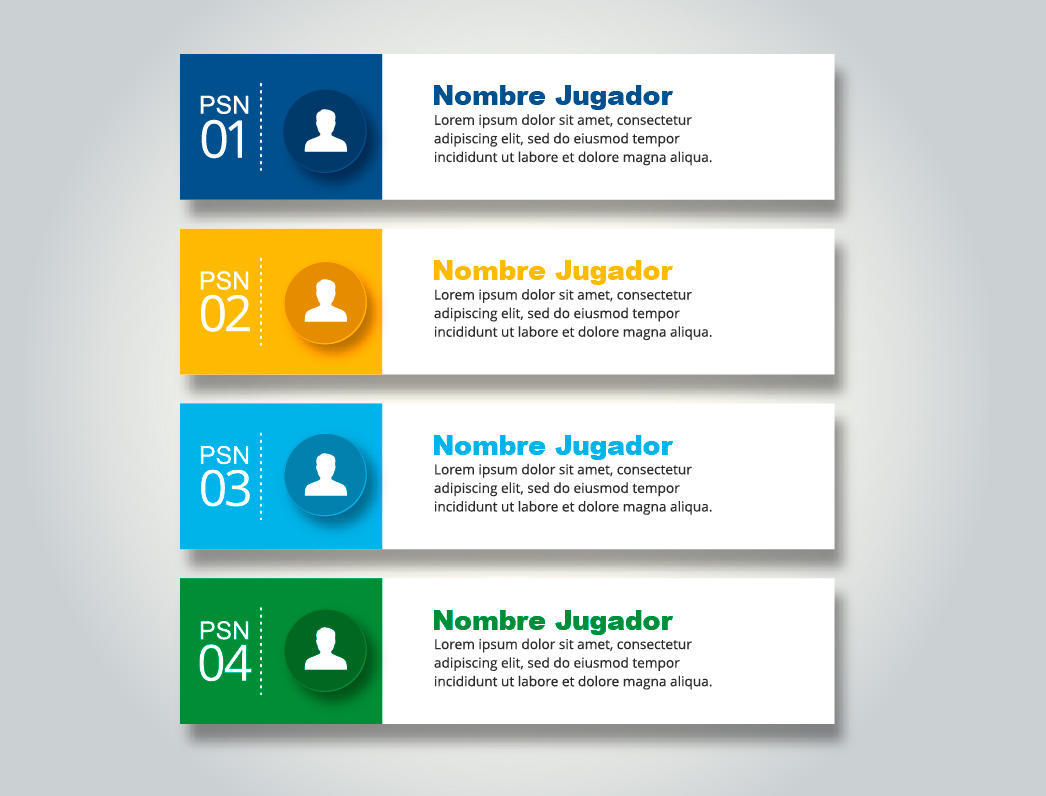 PSN
01
Nombre Jugador
Lorem ipsum dolor sit amet, consectetur
adipiscing elit, sed do eiusmod tempor
incididunt ut labore et dolore magna aliqua.
PSN
02
Nombre Jugador
Lorem ipsum dolor sit amet, consectetur
adipiscing elit, sed do eiusmod tempor
incididunt ut labore et dolore magna aliqua.
PSN
03
Nombre Jugador
Lorem ipsum dolor sit amet, consectetur
adipiscing elit, sed do eiusmod tempor
incididunt ut labore et dolore magna aliqua.
PSN
04
Nombre Jugador
Lorem ipsum dolor sit amet, consectetur
adipiscing elit, sed do eiusmod tempor
incididunt ut labore et dolore magna aliqua.